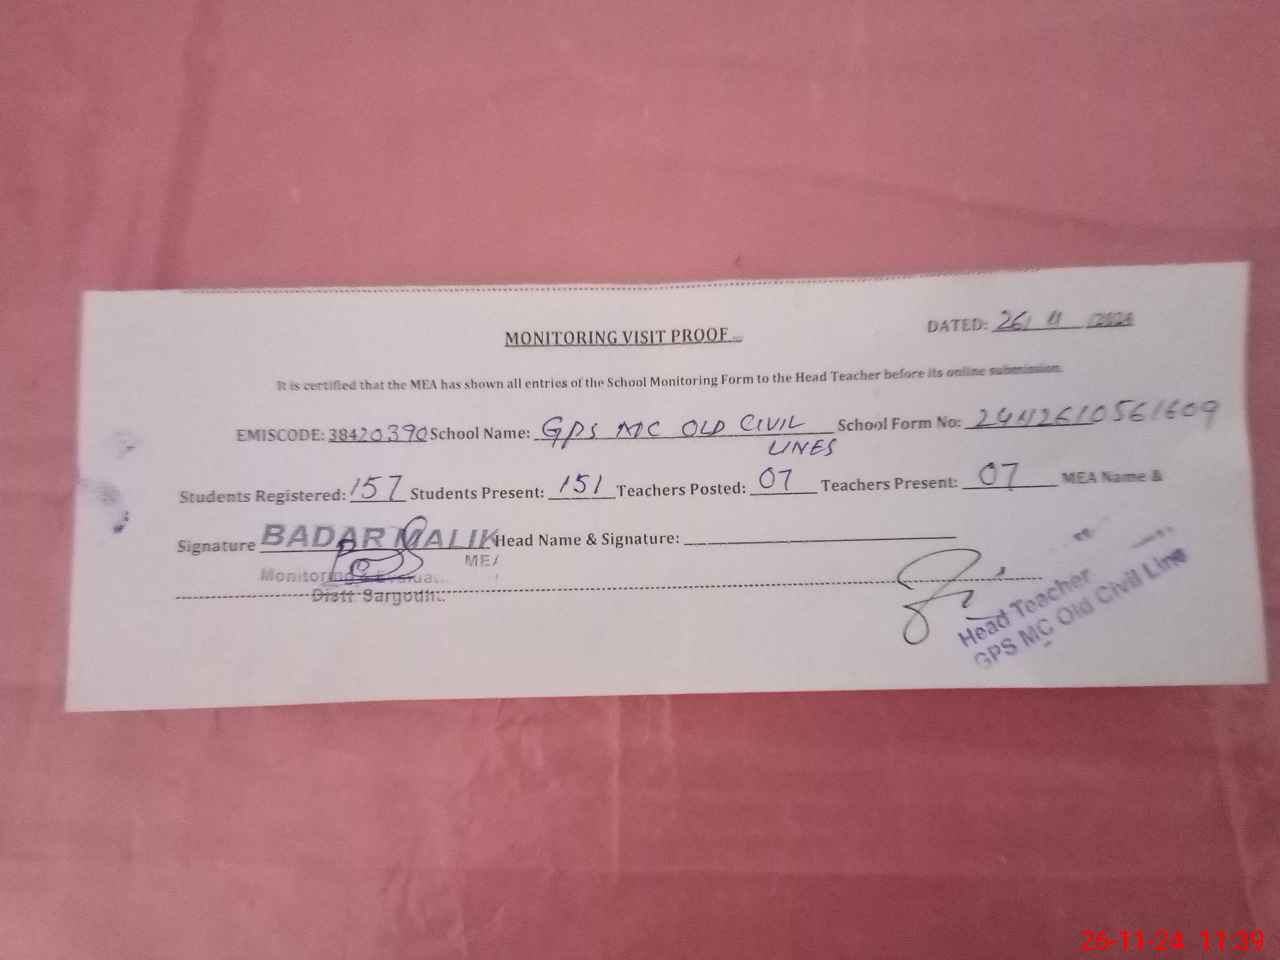 DATED: 26/ 11 /2024
MONITORING VISIT PROOF
It is certified that the MEA has shown all entries of the School Monitoring Form to the Head Teacher before its online submission.
EMISCODE: 38420390 School Name: GPS MC OLD CIVIL School Form No: 2442610561609
LINES
Students Registered: 157 Students Present: 151 Teachers Posted: 07 Teachers Present: 07 MEA Name &
Signature BADAR MALIK Head Name & Signature:
MEA
Monitoring & Evalua
Distt Sargodh
Head Teacher
GPS MC Old Civil Line
26-11-24 11:39